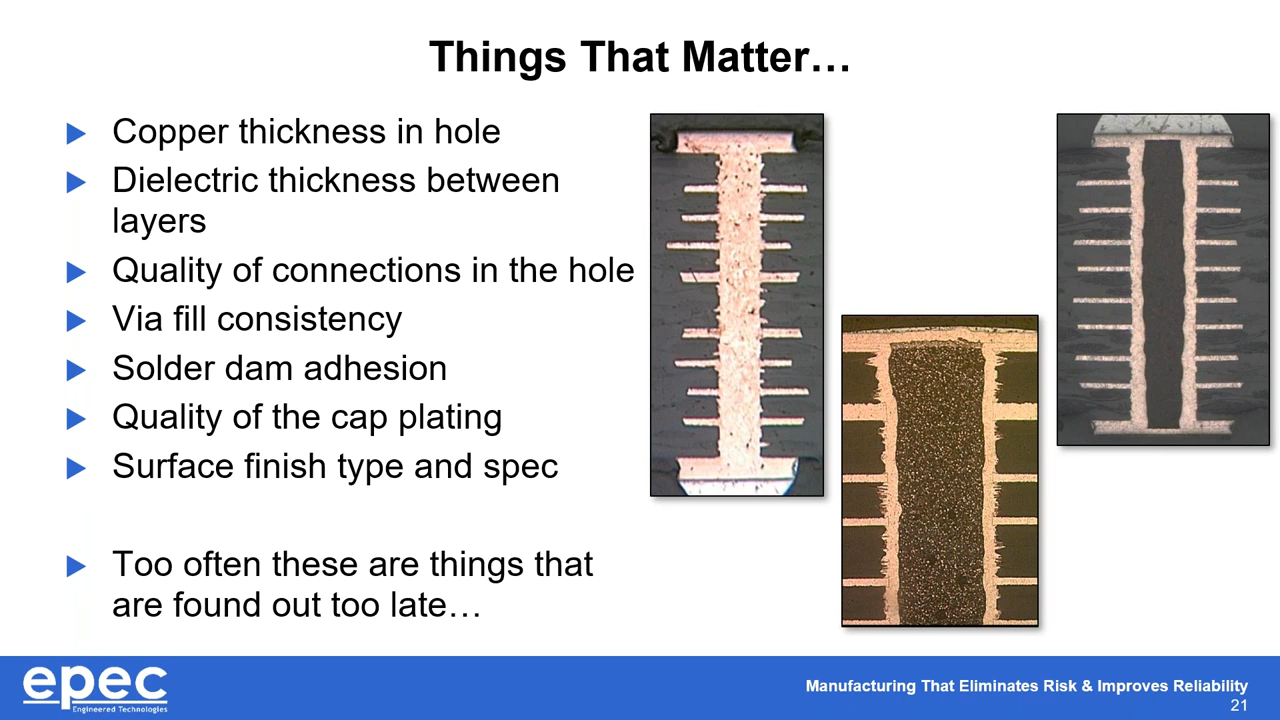 Things That Matter…
Copper thickness in hole
Dielectric thickness between
layers
Quality of connections in the hole
Via fill consistency
Solder dam adhesion
Quality of the cap plating
Surface finish type and spec
Too often these are things that
are found out too late…
epec
Engineered Technologies
Manufacturing That Eliminates Risk & Improves Reliability
21